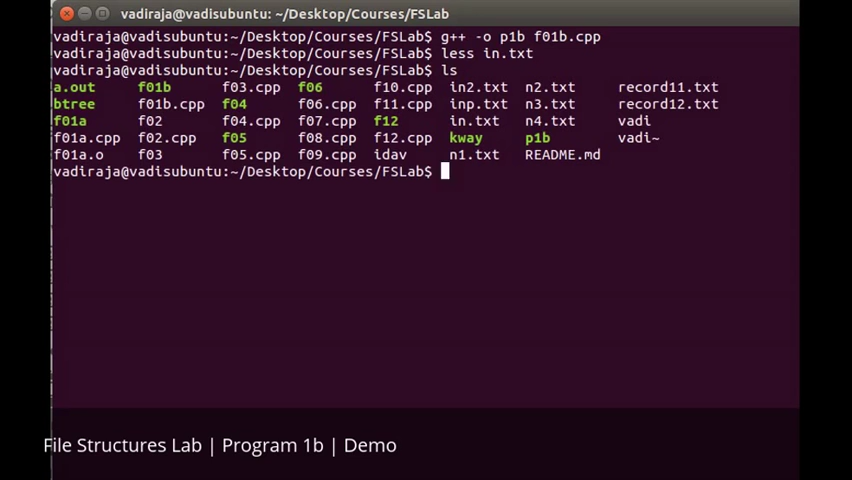 vadiraja@vadisubuntu: ~/Desktop/Courses/FSLab
vadiraja@vadisubuntu:~/Desktop/Courses/FSLab$ g++ -o p1b f01b.cpp
vadiraja@vadisubuntu:~/Desktop/Courses/FSLab$ less in.txt
vadiraja@vadisubuntu:~/Desktop/Courses/FSLab$ ls
a.out f01b f03.cpp f06 f10.cpp in2.txt n2.txt record11.txt
btree f01b.cpp f04 f06.cpp f11.cpp inp.txt n3.txt record12.txt
f01a f02 f04.cpp f07.cpp f12 in.txt n4.txt vadi
f01a.cpp f02.cpp f05 f08.cpp f12.cpp kway p1b vadi~
f01a.o f03 f05.cpp f09.cpp idav n1.txt README.md
vadiraja@vadisubuntu:~/Desktop/Courses/FSLab$
File Structures Lab | Program 1b | Demo